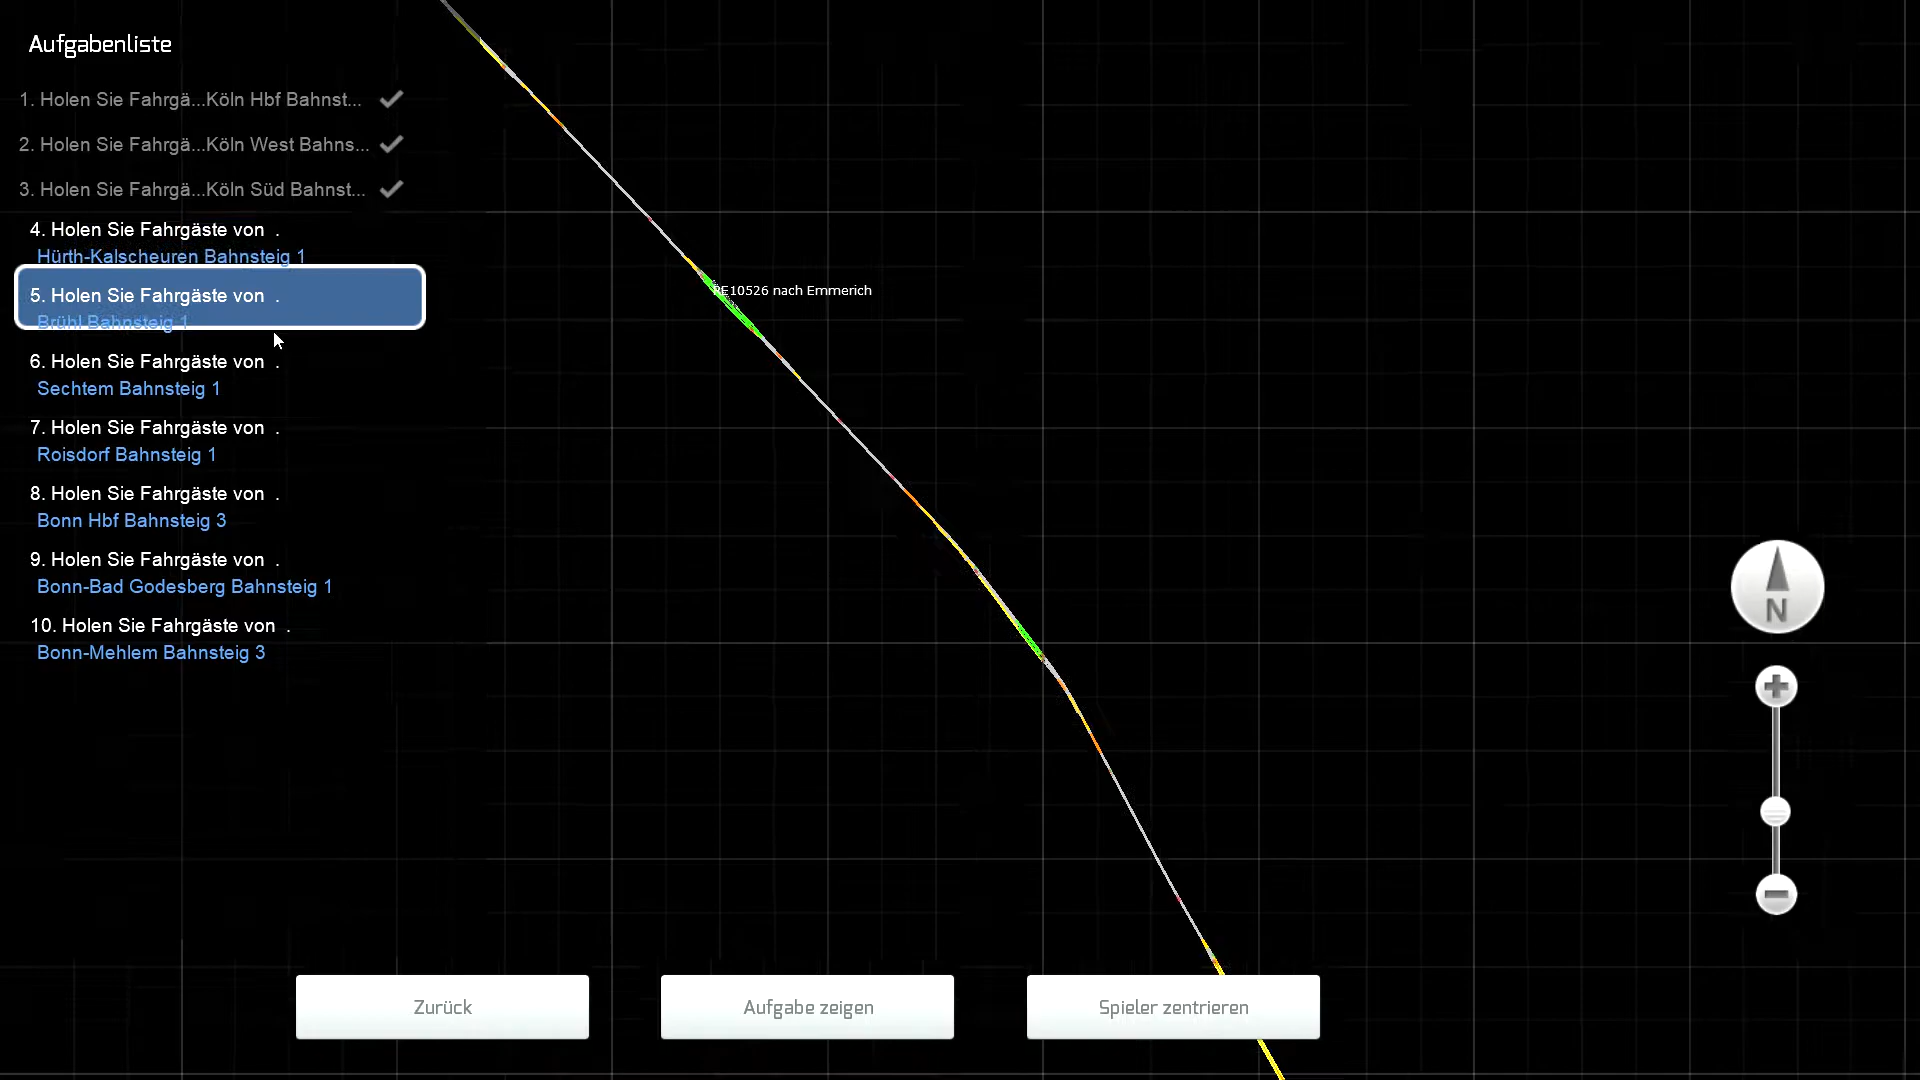 Aufgabenliste
1. Holen Sie Fahrgä...Köln Hbf Bahnst...
2. Holen Sie Fahrgä...Köln West Bahns...
3. Holen Sie Fahrgä...Köln Süd Bahnst...
4. Holen Sie Fahrgäste von .
Hürth-Kalscheuren Bahnsteig 1
5. Holen Sie Fahrgäste von .
Brühl Bahnsteig 1
6. Holen Sie Fahrgäste von .
Sechtem Bahnsteig 1
7. Holen Sie Fahrgäste von .
Roisdorf Bahnsteig 1
8. Holen Sie Fahrgäste von .
Bonn Hbf Bahnsteig 3
9. Holen Sie Fahrgäste von .
Bonn-Bad Godesberg Bahnsteig 1
10. Holen Sie Fahrgäste von .
Bonn-Mehlem Bahnsteig 3
RE10526 nach Emmerich
N
Zurück
Aufgabe zeigen
Spieler zentrieren